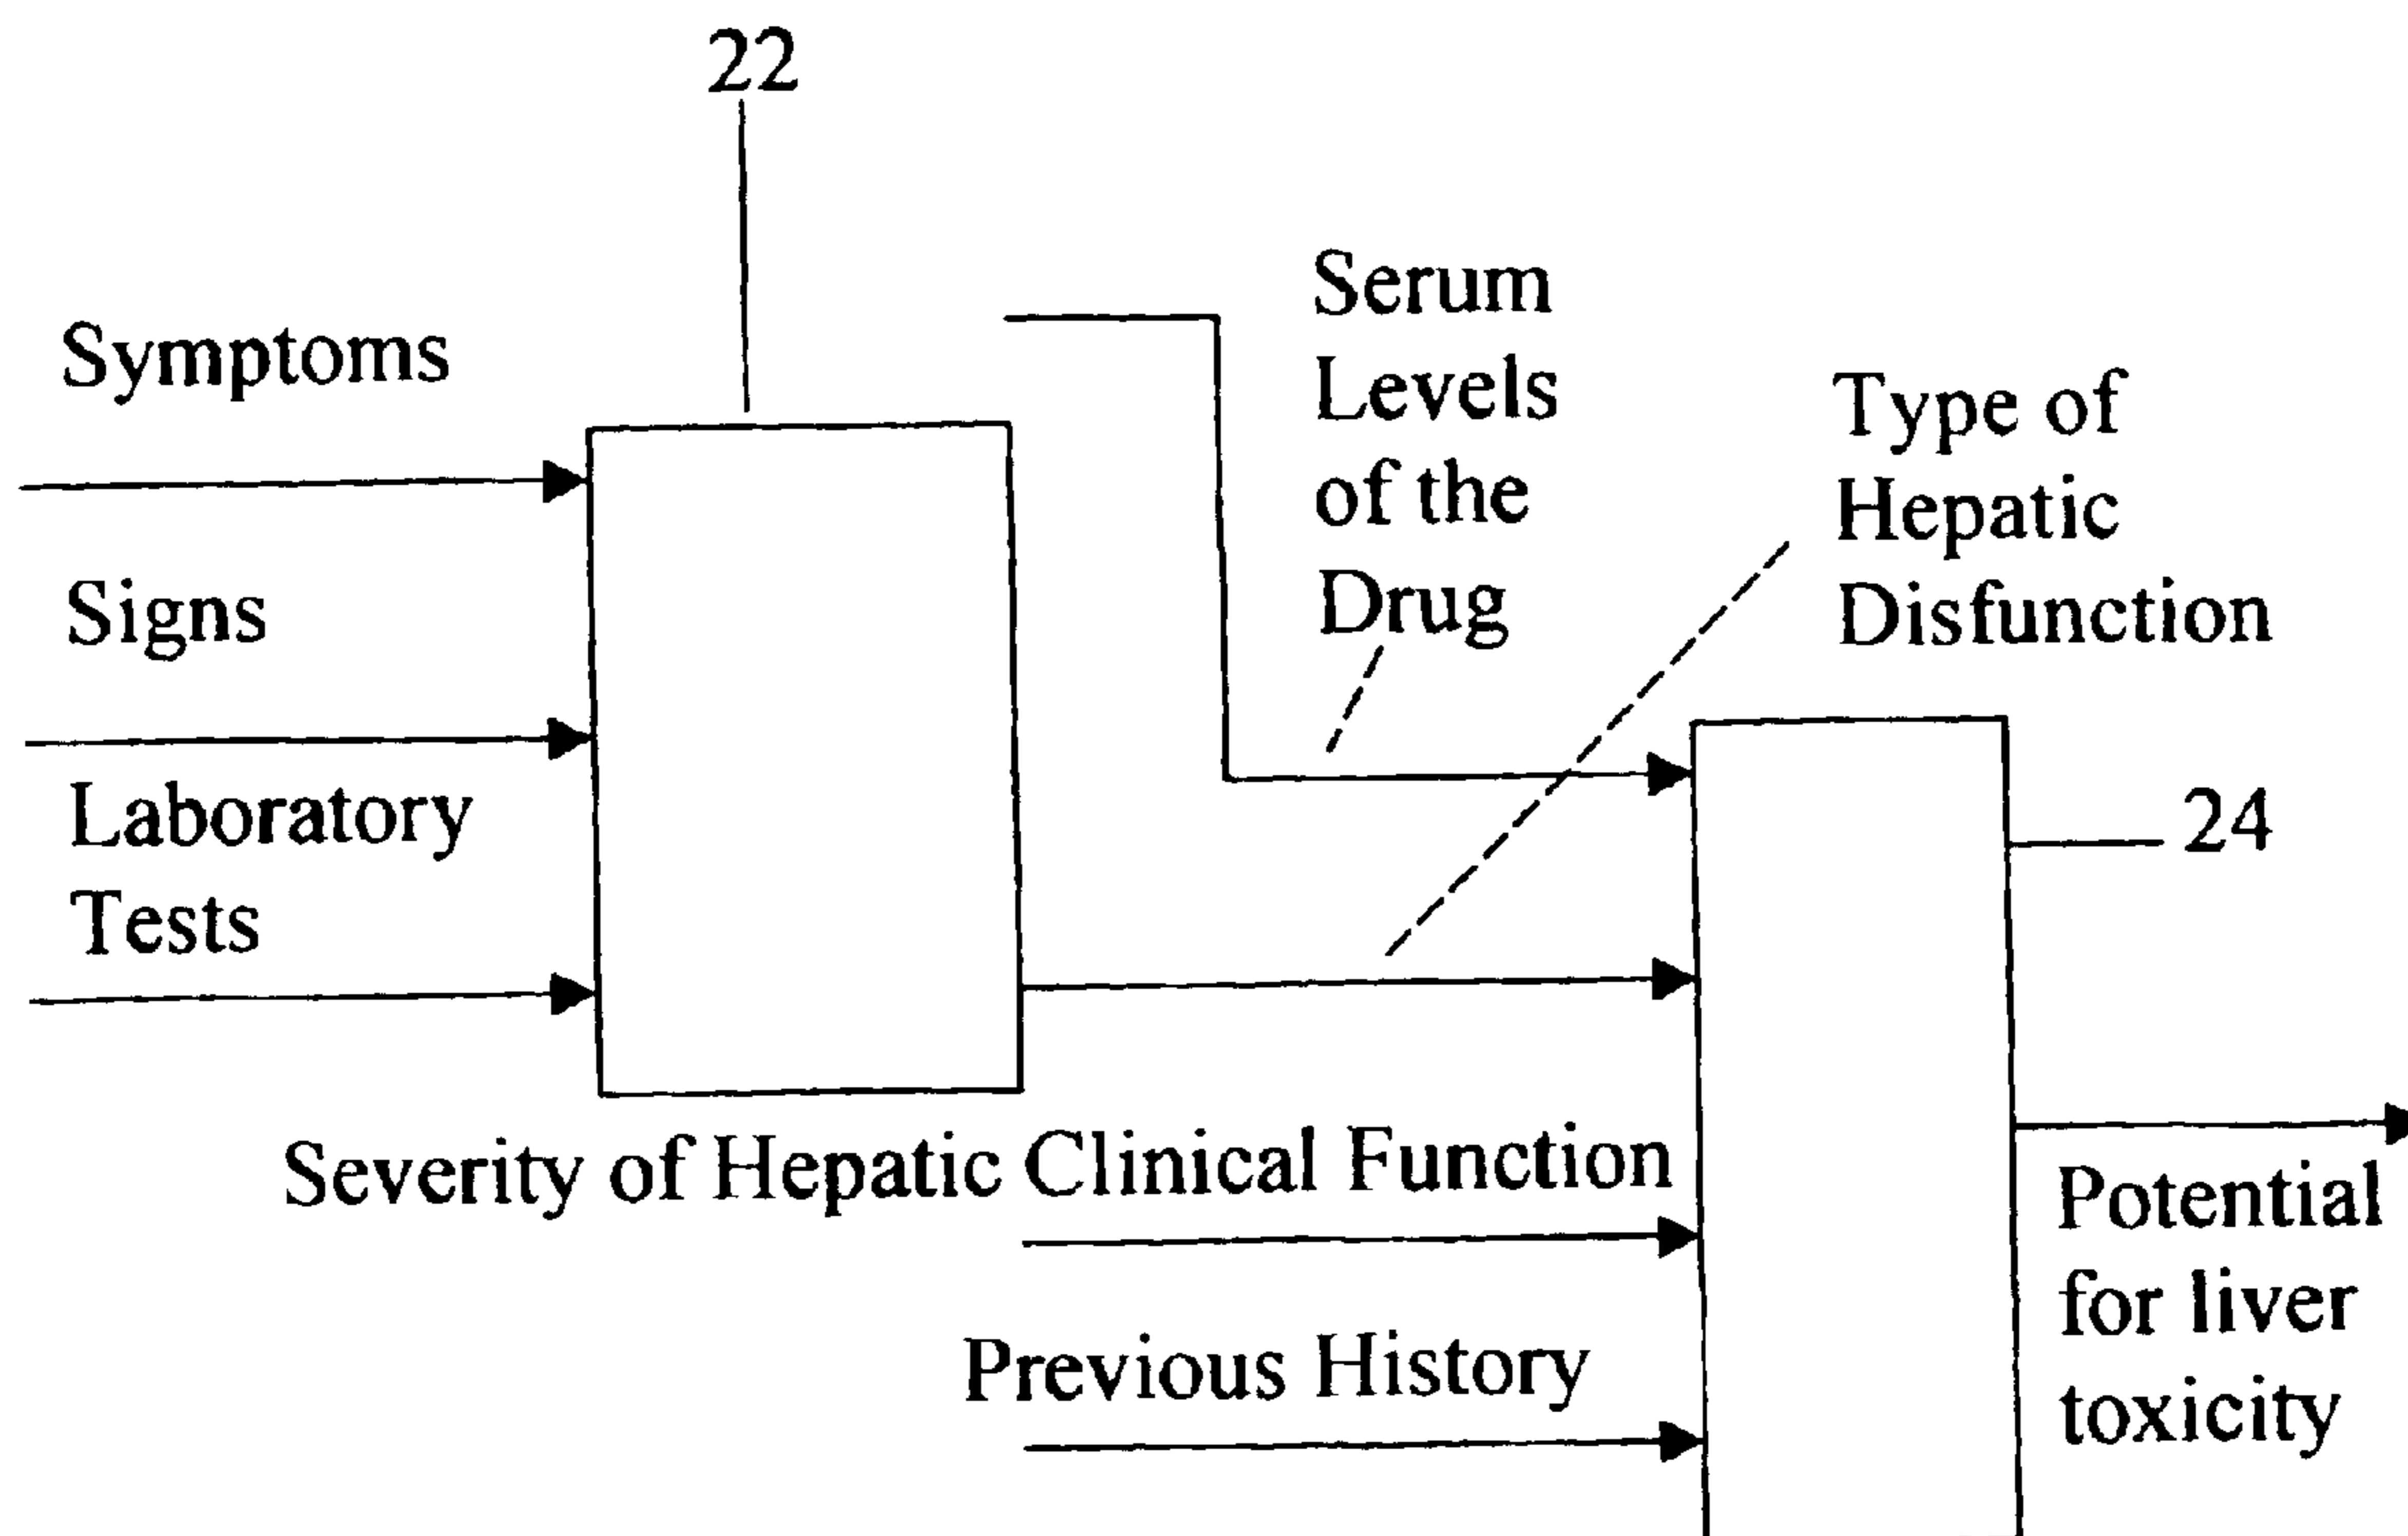 22
Symptoms
Signs
Laboratory
Tests
Serum
Levels
of the
Drug
Type of
Hepatic
Disfunction
24
Severity of Hepatic Clinical Function
Previous History
Potential
for liver
toxicity